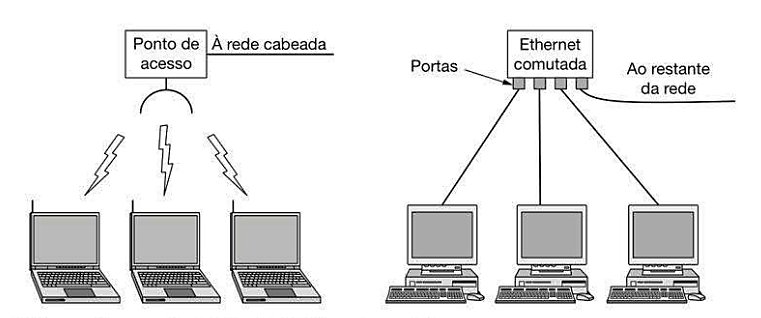 Ponto de
acesso
À rede cabeada
Portas
Ethernet
comutada
Ao restante
da rede